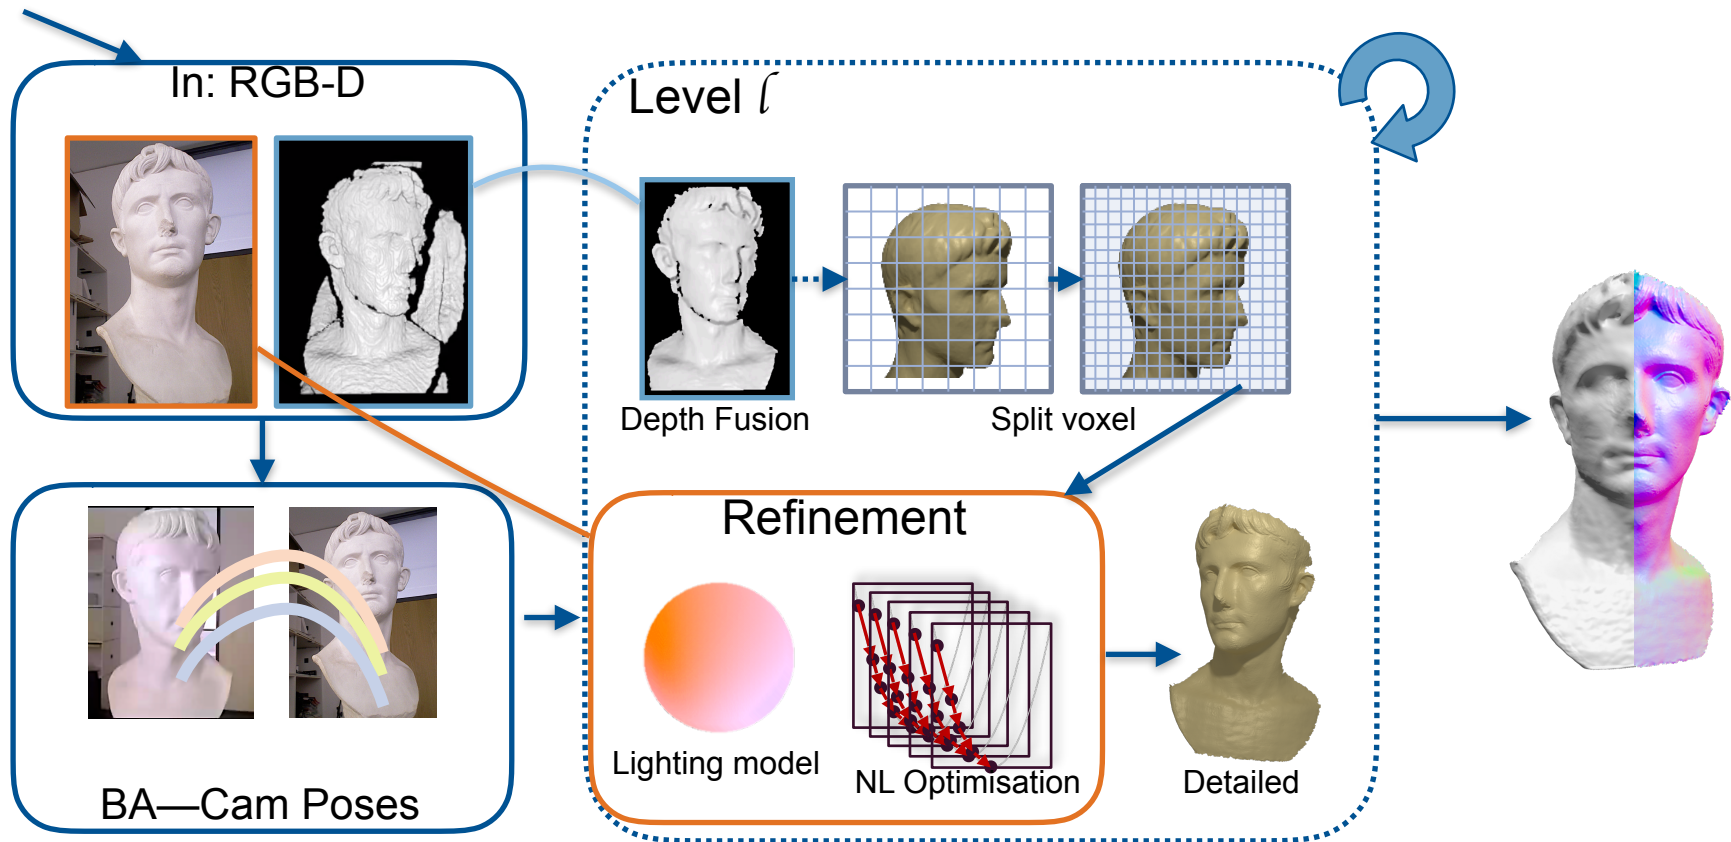 In: RGB-D
Level l
Depth Fusion
Split voxel
Refinement
Lighting model
NL Optimisation
Detailed
BA—Cam Poses